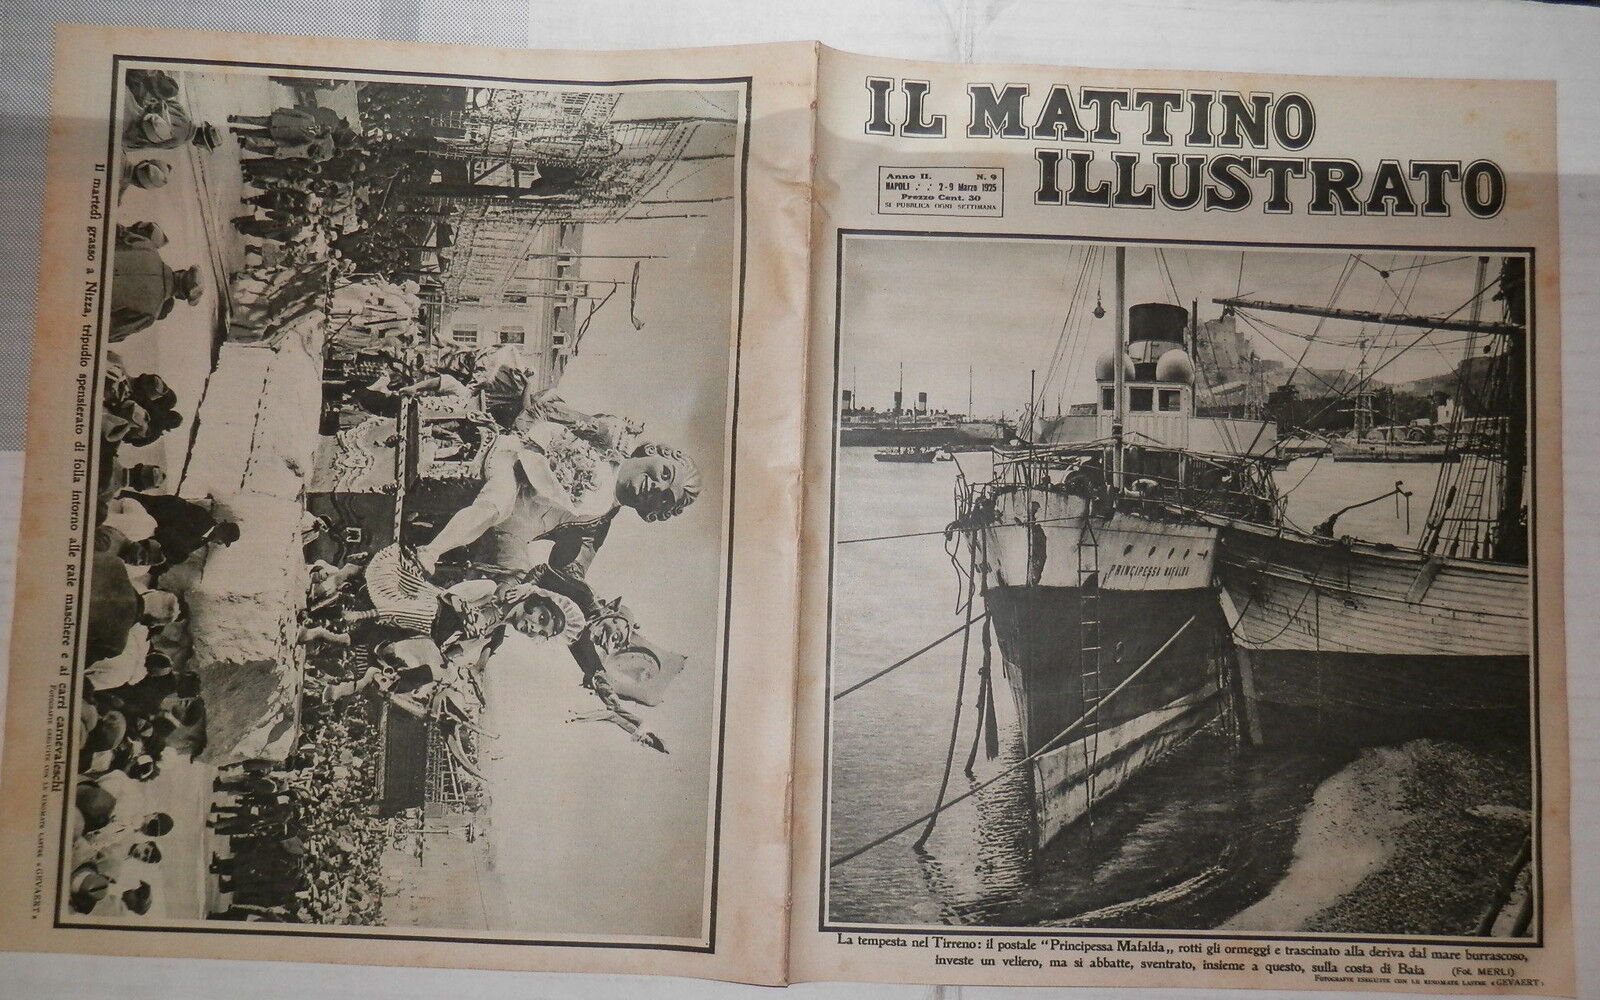 IL MATTINO
ILLUSTRATO
Anno II. N. 9
NAPOLI ∴ ∴ 2-9 Marzo 1925
Prezzo Cent. 30
SI PUBBLICA OGNI SETTIMANA
PRINCIPESSA MAFALDA
La tempesta nel Tirreno: il postale "Principessa Mafalda„ rotti gli ormeggi e trascinato alla deriva dal mare burrascoso,
investe un veliero, ma si abbatte, sventrato, insieme a questo, sulla costa di Baia (Fot. MERLI)
FOTOGRAFIE ESEGUITE CON LE RINOMATE LASTRE «GEVAERT»
Il martedì grasso a Nizza, tripudio spensierato di folla intorno alle gale maschere e ai carri carnevaleschi
FOTOGRAFIE ESEGUITE CON LE RINOMATE LASTRE «GEVAERT»